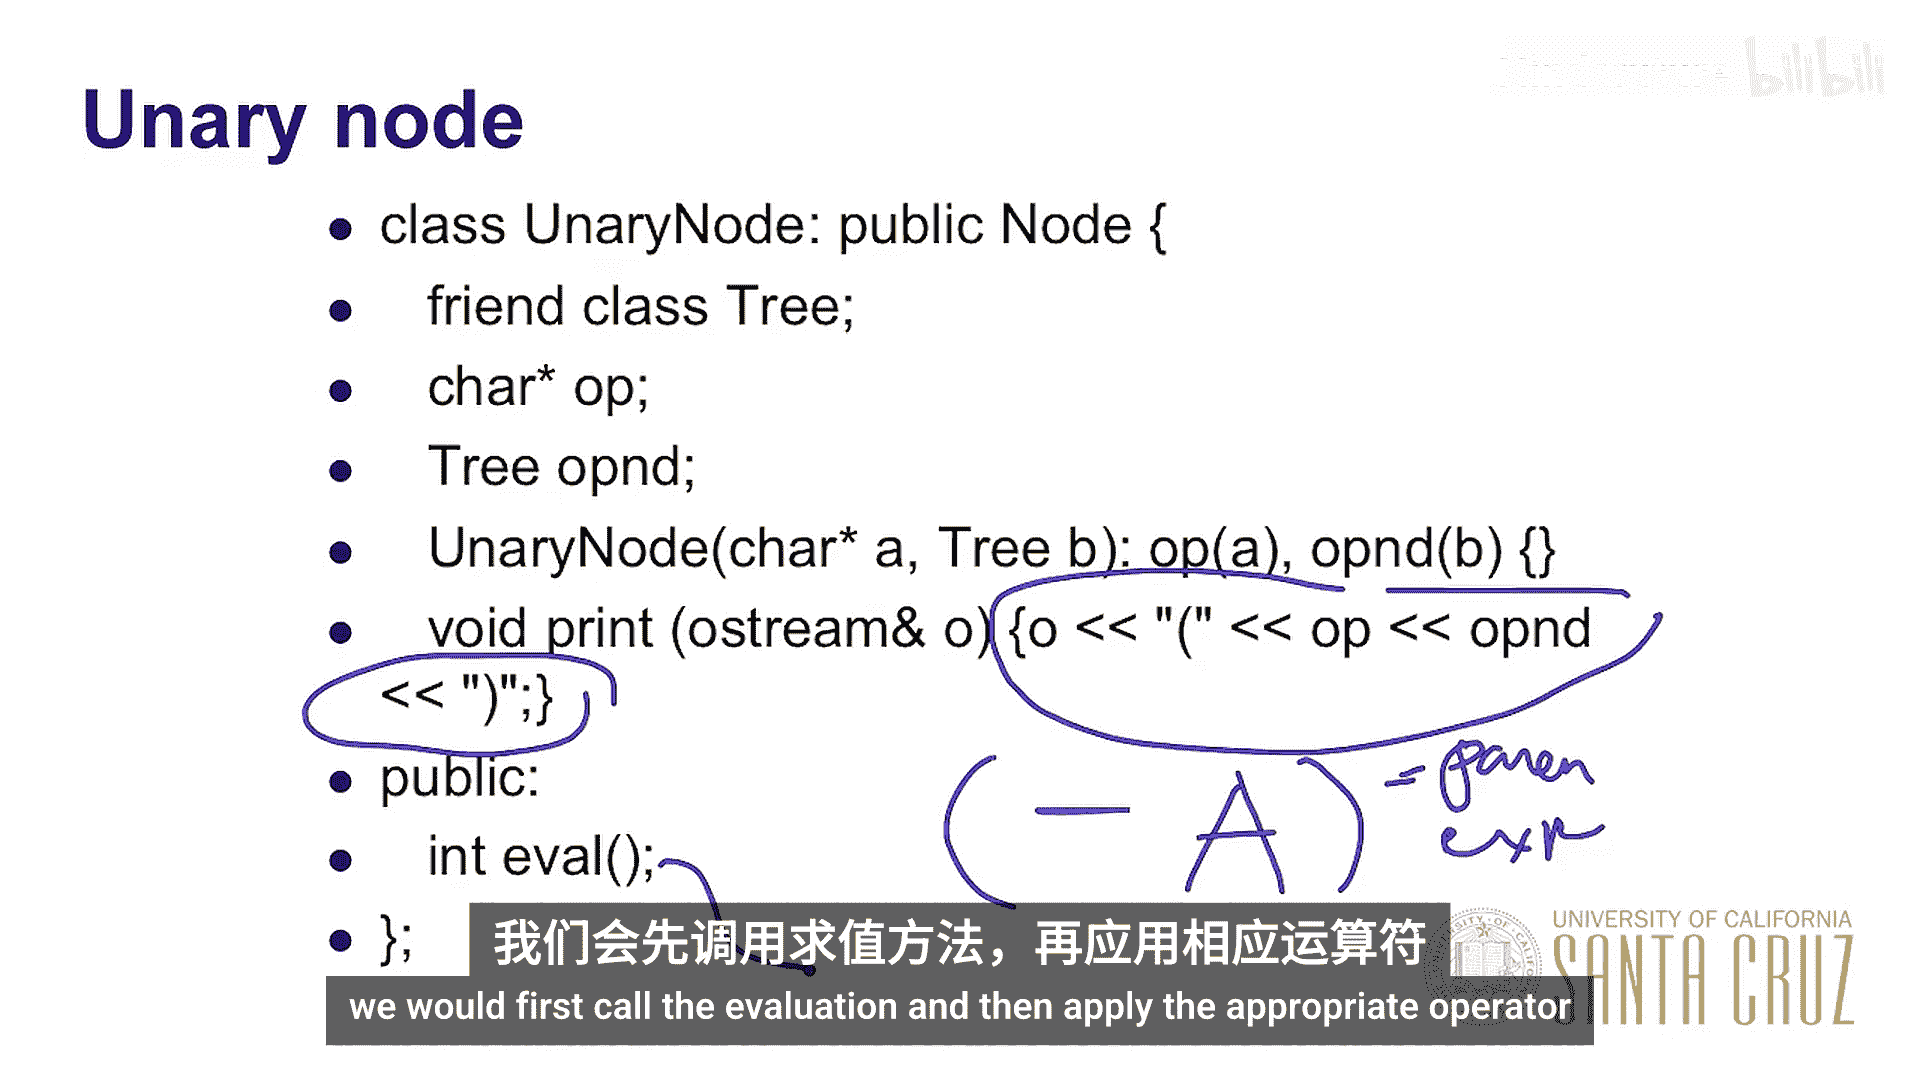 bilibili
Unary node
● class UnaryNode: public Node {
● friend class Tree;
● char* op;
● Tree opnd;
● UnaryNode(char* a, Tree b): op(a), opnd(b) {}
● void print (ostream& o) {o << "(" << op << opnd
<< ")";}
● public:
( - A ) = paren
exp
● int eval();
● };
我们会先调用求值方法，再应用相应运算符
we would first call the evaluation and then apply the appropriate operator
UNIVERSITY OF CALIFORNIA
SANTA CRUZ